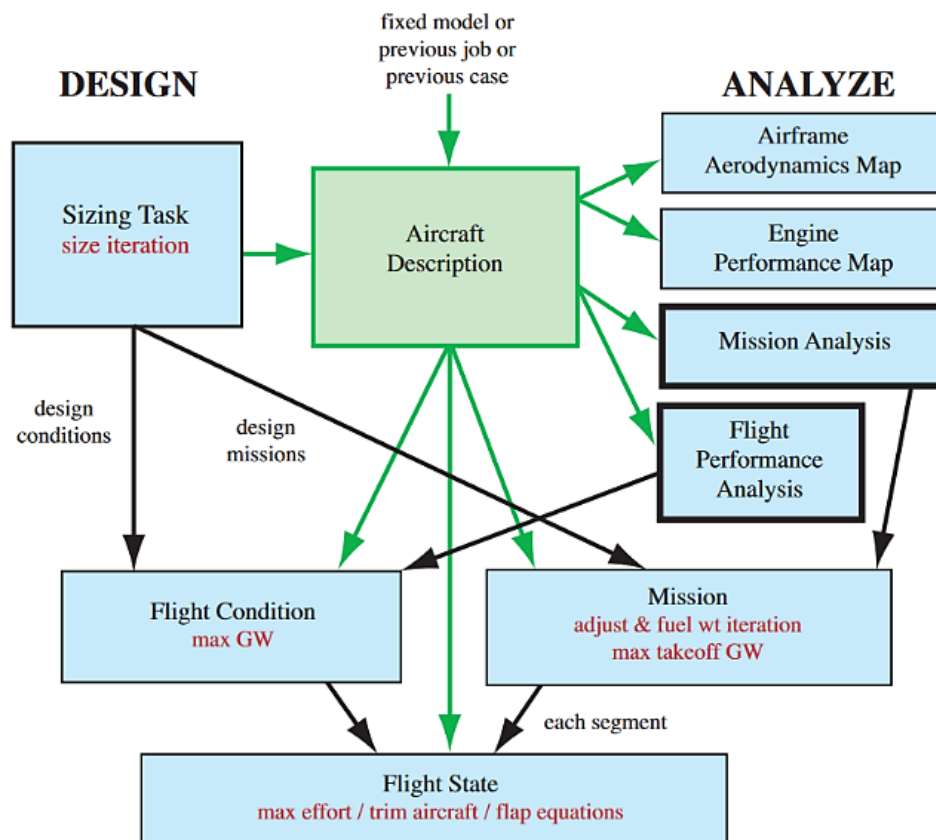 fixed model or
previous job or
previous case
DESIGN
ANALYZE
Sizing Task
size iteration
Aircraft
Description
Airframe
Aerodynamics Map
Engine
Performance Map
Mission Analysis
Flight
Performance
Analysis
design
conditions
design
missions
Flight Condition
max GW
Mission
adjust & fuel wt iteration
max takeoff GW
each segment
Flight State
max effort / trim aircraft / flap equations